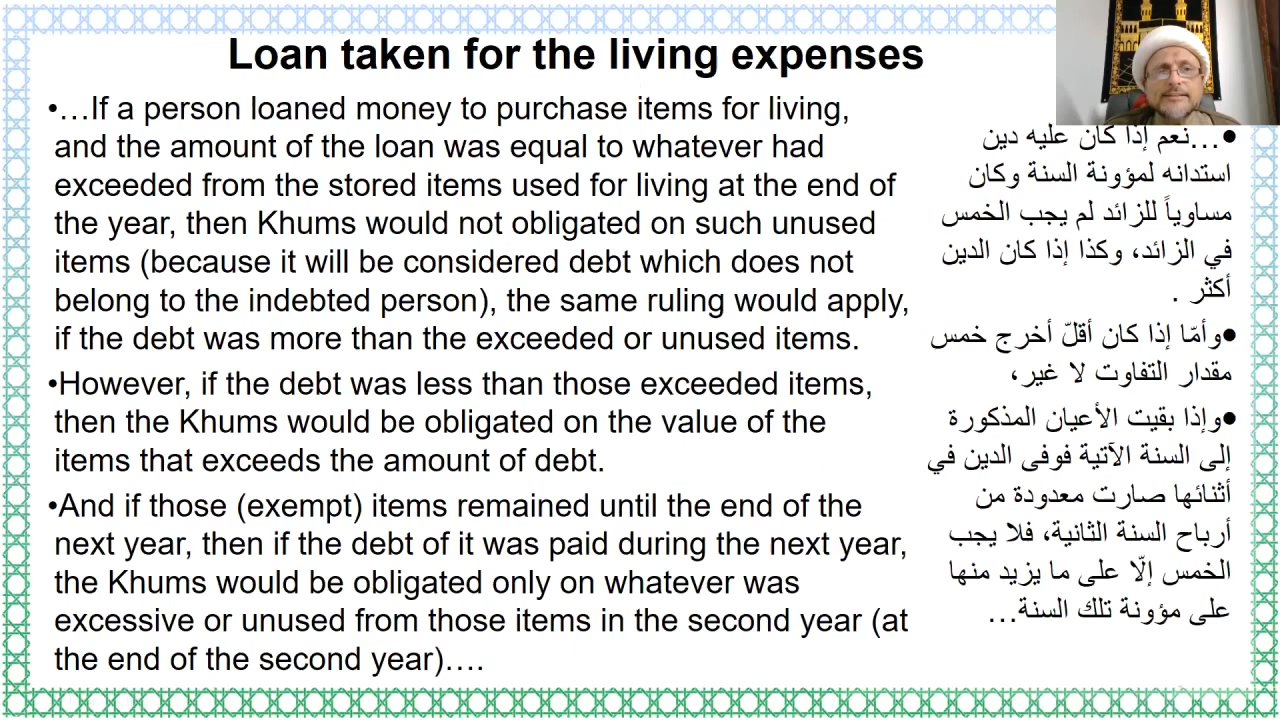 Loan taken for the living expenses
•…If a person loaned money to purchase items for living,
and the amount of the loan was equal to whatever had
exceeded from the stored items used for living at the end of
the year, then Khums would not obligated on such unused
items (because it will be considered debt which does not
belong to the indebted person), the same ruling would apply,
if the debt was more than the exceeded or unused items.
•However, if the debt was less than those exceeded items,
then the Khums would be obligated on the value of the
items that exceeds the amount of debt.
•And if those (exempt) items remained until the end of the
next year, then if the debt of it was paid during the next year,
the Khums would be obligated only on whatever was
excessive or unused from those items in the second year (at
the end of the second year)….
•…نعم إذا كان عليه دين
استدانه لمؤونة السنة وكان
مساوياً للزائد لم يجب الخمس
في الزائد، وكذا إذا كان الدين
أكثر .
•وأمّا إذا كان أقلّ أخرج خمس
مقدار التفاوت لا غير،
•وإذا بقيت الأعيان المذكورة
إلى السنة الآتية فوفى الدين في
أثنائها صارت معدودة من
أرباح السنة الثانية، فلا يجب
الخمس إلّا على ما يزيد منها
على مؤونة تلك السنة…